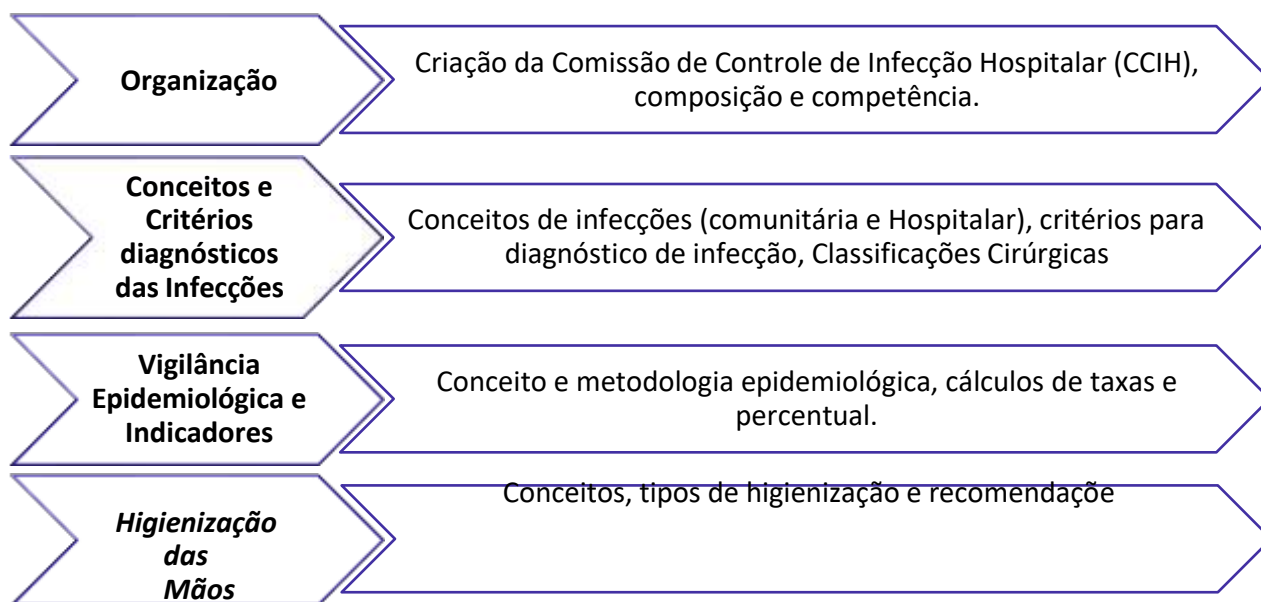 Organização
Criação da Comissão de Controle de Infecção Hospitalar (CCIH),
composição e competência.
Conceitos e
Critérios
diagnósticos
das Infecções
Conceitos de infecções (comunitária e Hospitalar), critérios para
diagnóstico de infecção, Classificações Cirúrgicas
Vigilância
Epidemiológica e
Indicadores
Conceito e metodologia epidemiológica, cálculos de taxas e
percentual.
Higienização
das
Mãos
Conceitos, tipos de higienização e recomendaçõe